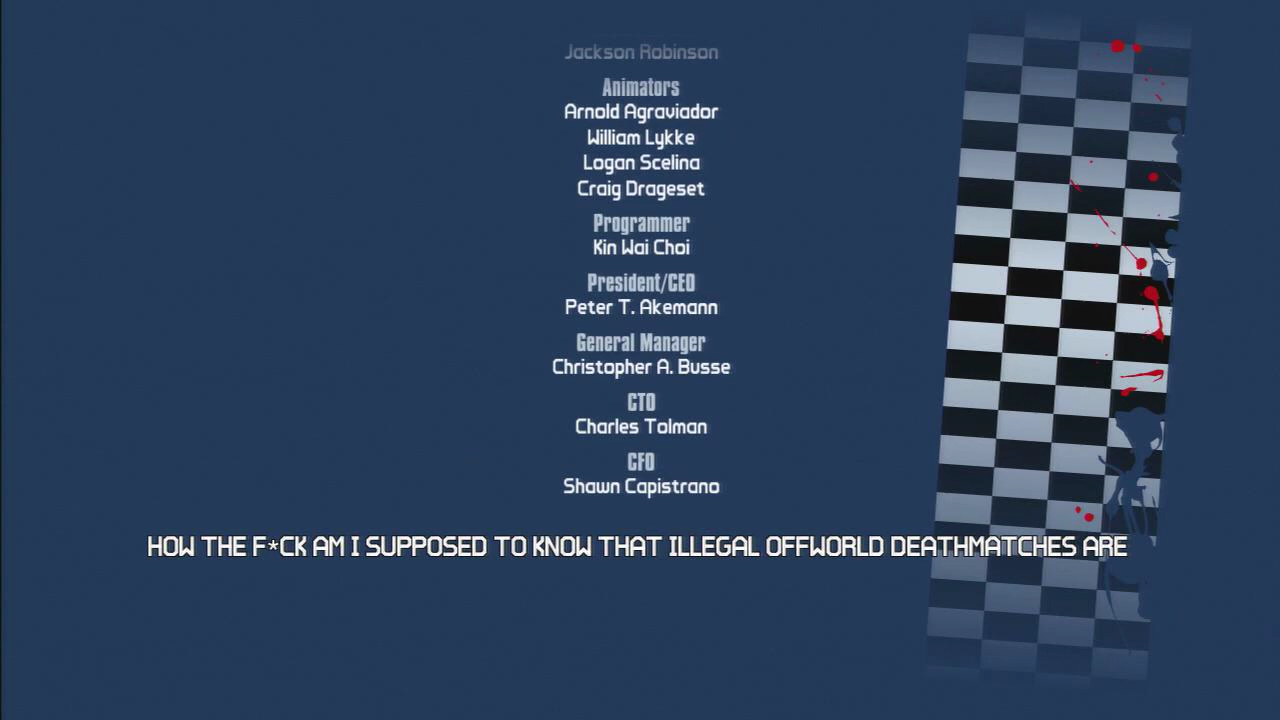 Jackson Robinson
Animators
Arnold Agraviador
William Lykke
Logan Scelina
Craig Drageset
Programmer
Kin Wai Choi
President/CEO
Peter T. Akemann
General Manager
Christopher A. Busse
CTO
Charles Tolman
CFO
Shawn Capistrano
HOW THE F*CK AM I SUPPOSED TO KNOW THAT ILLEGAL OFFWORLD DEATHMATCHES ARE